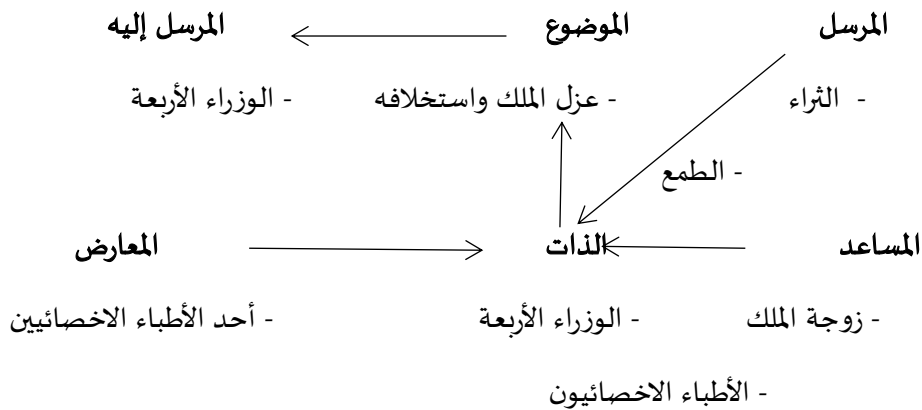 المرسل الموضوع المرسل إليه
- الثراء - عزل الملك واستخلافه - الوزراء الأربعة
- الطمع
المساعد الذات المعارض
- زوجة الملك - الوزراء الأربعة - أحد الأطباء الاخصائيين
- الأطباء الاخصائيون